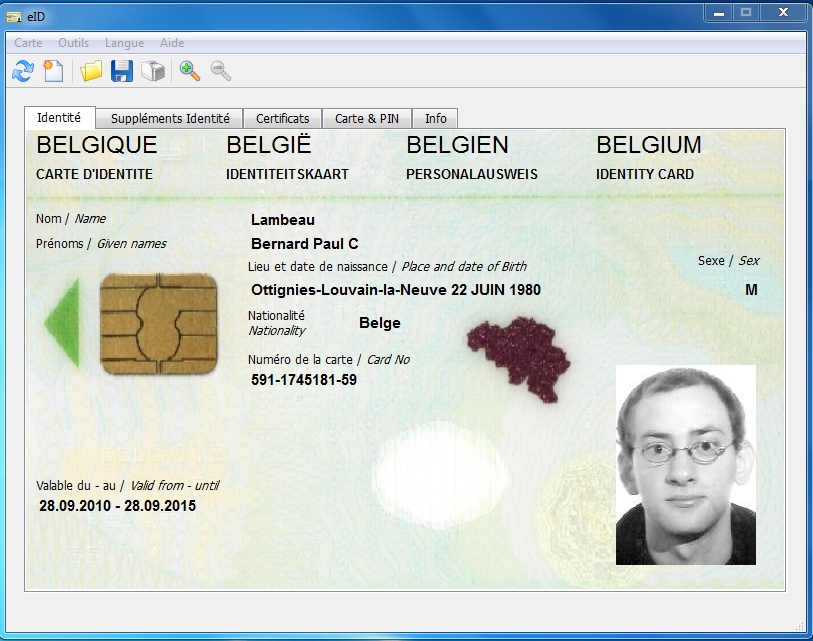 eID
Carte Outils Langue Aide
Identité Suppléments Identité Certificats Carte & PIN Info
BELGIQUE BELGIË BELGIEN BELGIUM
CARTE D'IDENTITE IDENTITEITSKAART PERSONALAUSWEIS IDENTITY CARD
Nom / Name Lambeau
Prénoms / Given names Bernard Paul C
Lieu et date de naissance / Place and date of Birth Sexe / Sex
Ottignies-Louvain-la-Neuve 22 JUIN 1980 M
Nationalité
Nationality Belge
Numéro de la carte / Card No
591-1745181-59
Valable du - au / Valid from - until
28.09.2010 - 28.09.2015